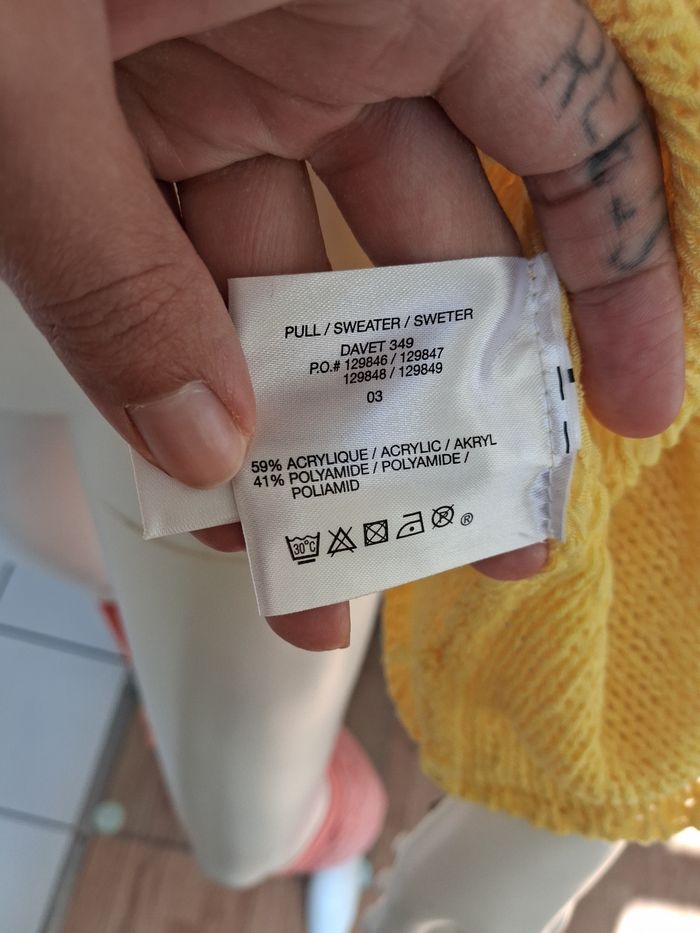 PULL / SWEATER / SWETER
DAVET 349
P.O.# 129846 / 129847
129848 / 129849
03
59% ACRYLIQUE / ACRYLIC / AKRYL
41% POLYAMIDE / POLYAMIDE /
POLIAMID
30°C ®